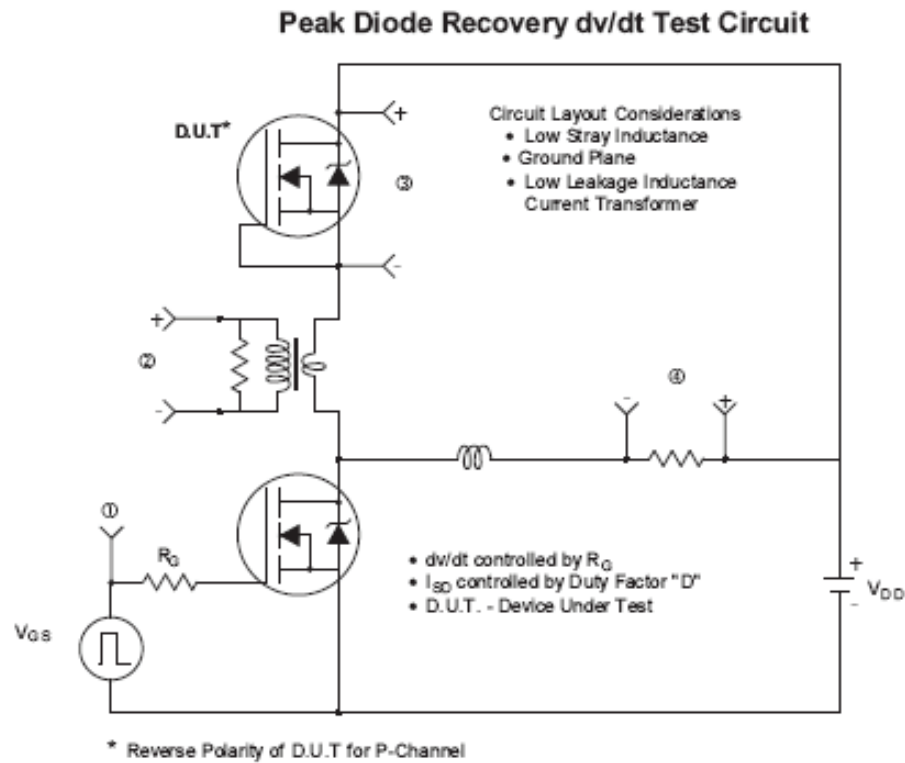 Peak Diode Recovery dv/dt Test Circuit
D.U.T*
+
③
-
Circuit Layout Considerations
• Low Stray Inductance
• Ground Plane
• Low Leakage Inductance
Current Transformer
+
②
-
④
-
+
①
RG
VGS
• dv/dt controlled by RG
• ISD controlled by Duty Factor "D"
• D.U.T. - Device Under Test
+
VDD
-
* Reverse Polarity of D.U.T for P-Channel